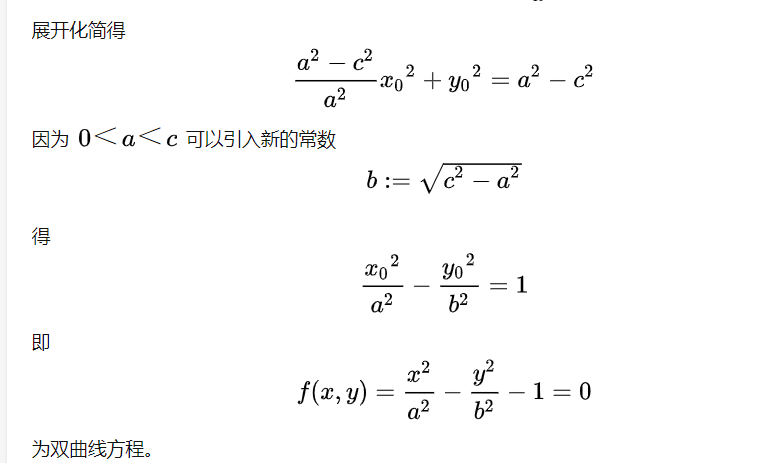 展开化简得
\frac{a^2 - c^2}{a^2} {x_0}^2 + {y_0}^2 = a^2 - c^2
因为 0 < a < c 可以引入新的常数
b := \sqrt{c^2 - a^2}
得
\frac{{x_0}^2}{a^2} - \frac{{y_0}^2}{b^2} = 1
即
f(x, y) = \frac{x^2}{a^2} - \frac{y^2}{b^2} - 1 = 0
为双曲线方程。